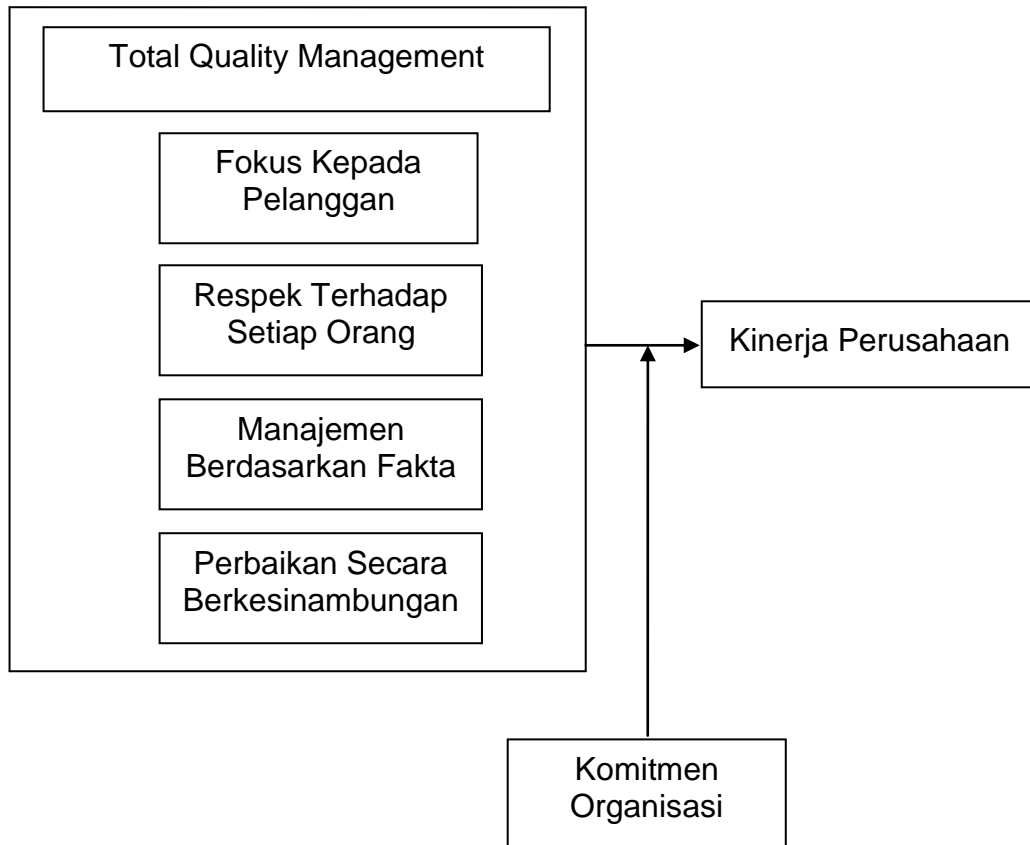 Total Quality Management
Fokus Kepada
Pelanggan
Respek Terhadap
Setiap Orang
Manajemen
Berdasarkan Fakta
Perbaikan Secara
Berkesinambungan
Kinerja Perusahaan
Komitmen
Organisasi